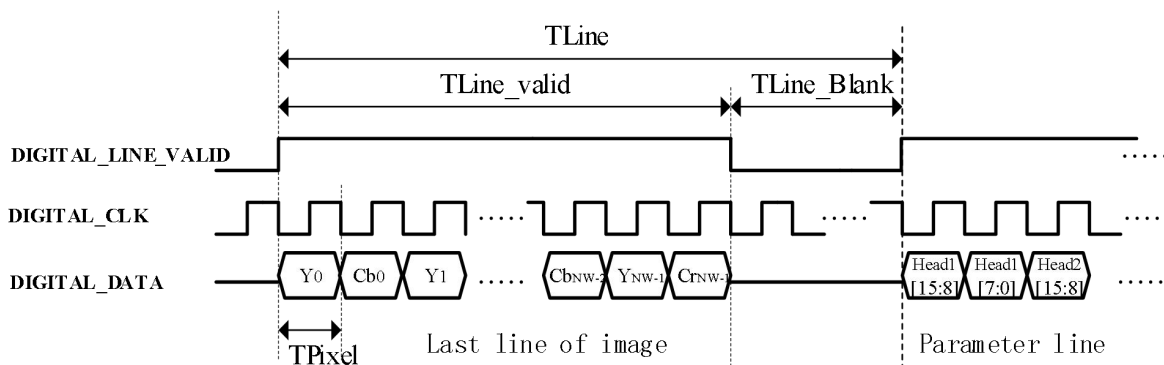 TLine
TLine_valid
TLine_Blank
DIGITAL_LINE_VALID
.....
DIGITAL_CLK
.....
.....
.....
DIGITAL_DATA
Y0
Cb0
Y1
.....
CbNW-2
YNW-1
CrNW-1
Head1
[15:8]
Head1
[7:0]
Head2
[15:8]
.....
TPixel
Last line of image
Parameter line